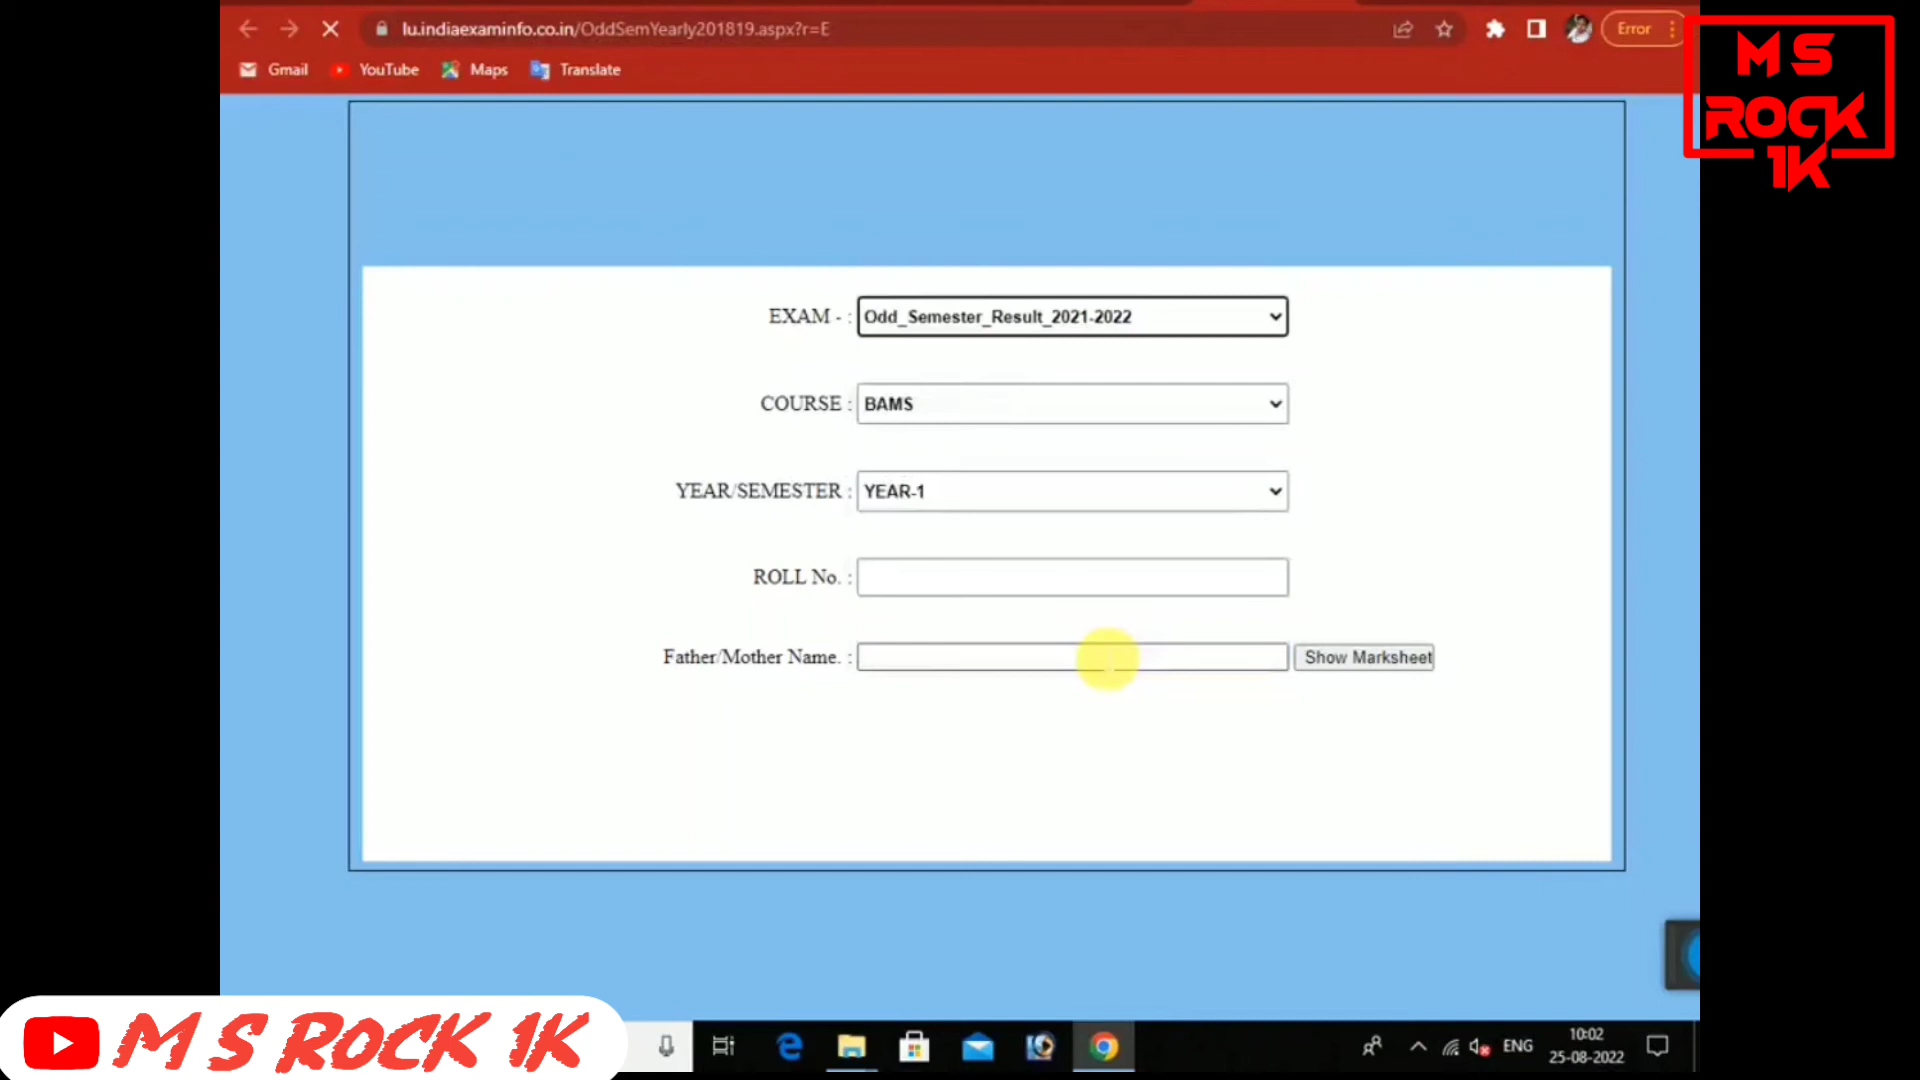 lu.indiaexaminfo.co.in/OddSemYearly201819.aspx?r=E
Error
Gmail
YouTube
Maps
Translate
M S
ROCK
1K
EXAM - : Odd_Semester_Result_2021-2022
COURSE : BAMS
YEAR/SEMESTER : YEAR-1
ROLL No. :
Father/Mother Name. : Show Marksheet
M S ROCK 1K
ENG
10:02
25-08-2022